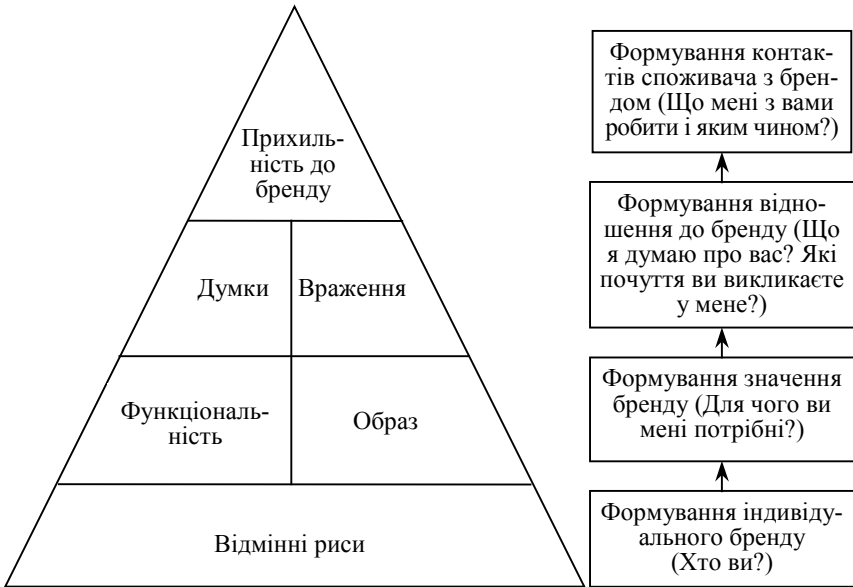 Прихиль-
ність до
бренду
Думки
Враження
Функціональ-
ність
Образ
Відмінні риси
Формування контак-
тів споживача з брен-
дом (Що мені з вами
робити і яким чином?)
Формування відно-
шення до бренду (Що
я думаю про вас? Які
почуття ви викликаєте
у мене?)
Формування значення
бренду (Для чого ви
мені потрібні?)
Формування індивіду-
ального бренду
(Хто ви?)